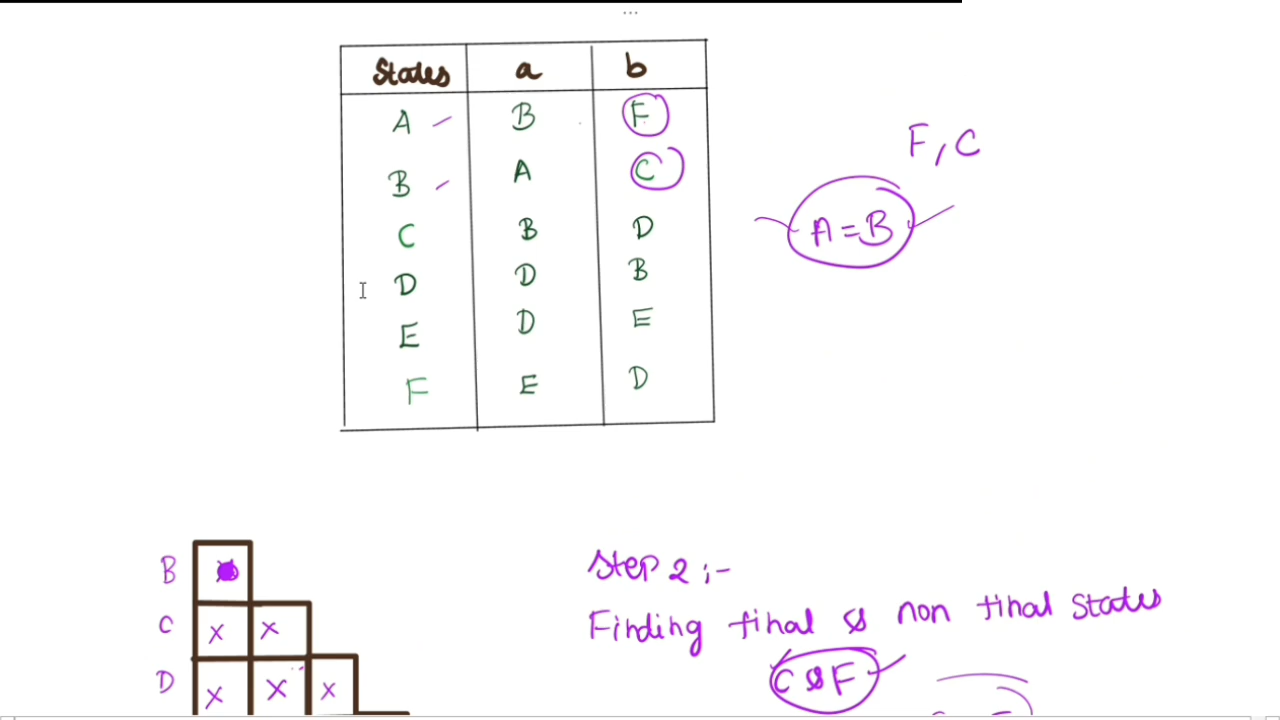 States a b
A B F
B A C
C B D
D D B
E D E
F E D
F, C
A = B
B
C X X
D X X X
Step 2 :-
Finding final & non final States
C & F